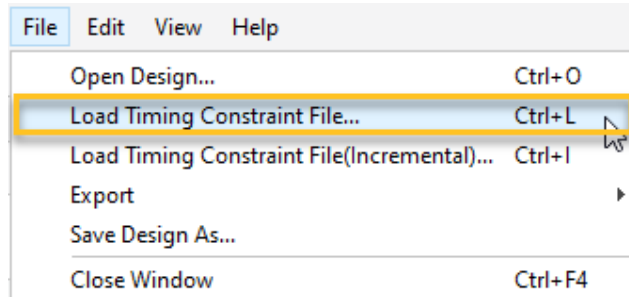 File Edit View Help
Open Design... Ctrl+O
Load Timing Constraint File... Ctrl+L
Load Timing Constraint File(Incremental)... Ctrl+I
Export
Save Design As...
Close Window Ctrl+F4